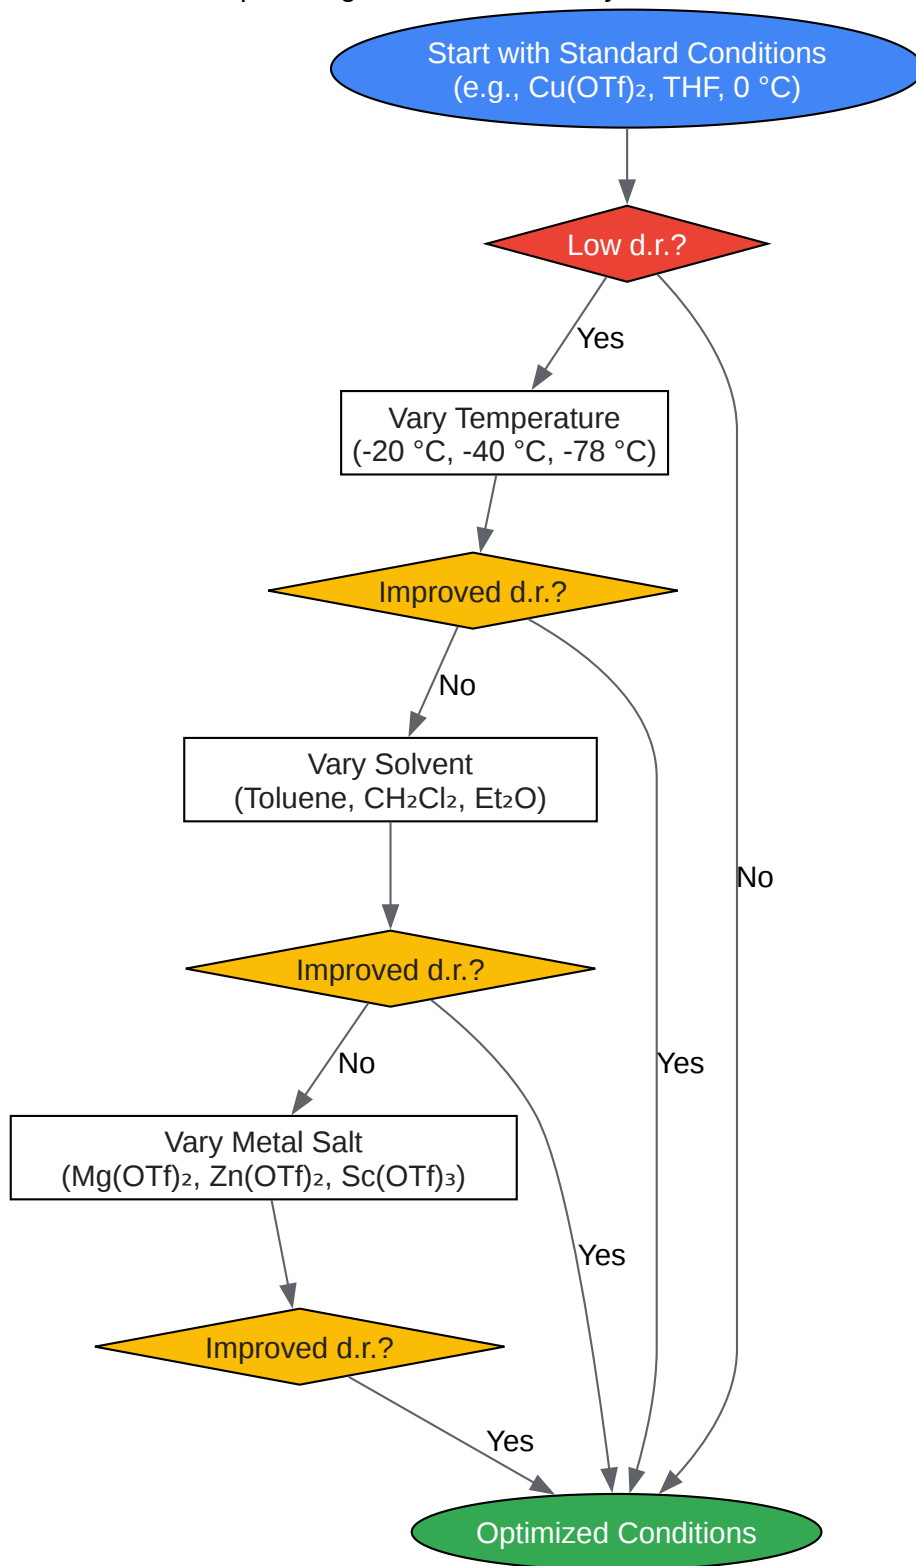 Start with Standard Conditions
(e.g., Cu(OTf)₂, THF, 0 °C)
Low d.r.?
Yes
Vary Temperature
(-20 °C, -40 °C, -78 °C)
Improved d.r.?
No
Vary Solvent
(Toluene, CH₂Cl₂, Et₂O)
No
Improved d.r.?
No
Yes
Vary Metal Salt
(Mg(OTf)₂, Zn(OTf)₂, Sc(OTf)₃)
Yes
Improved d.r.?
Yes
Optimized Conditions